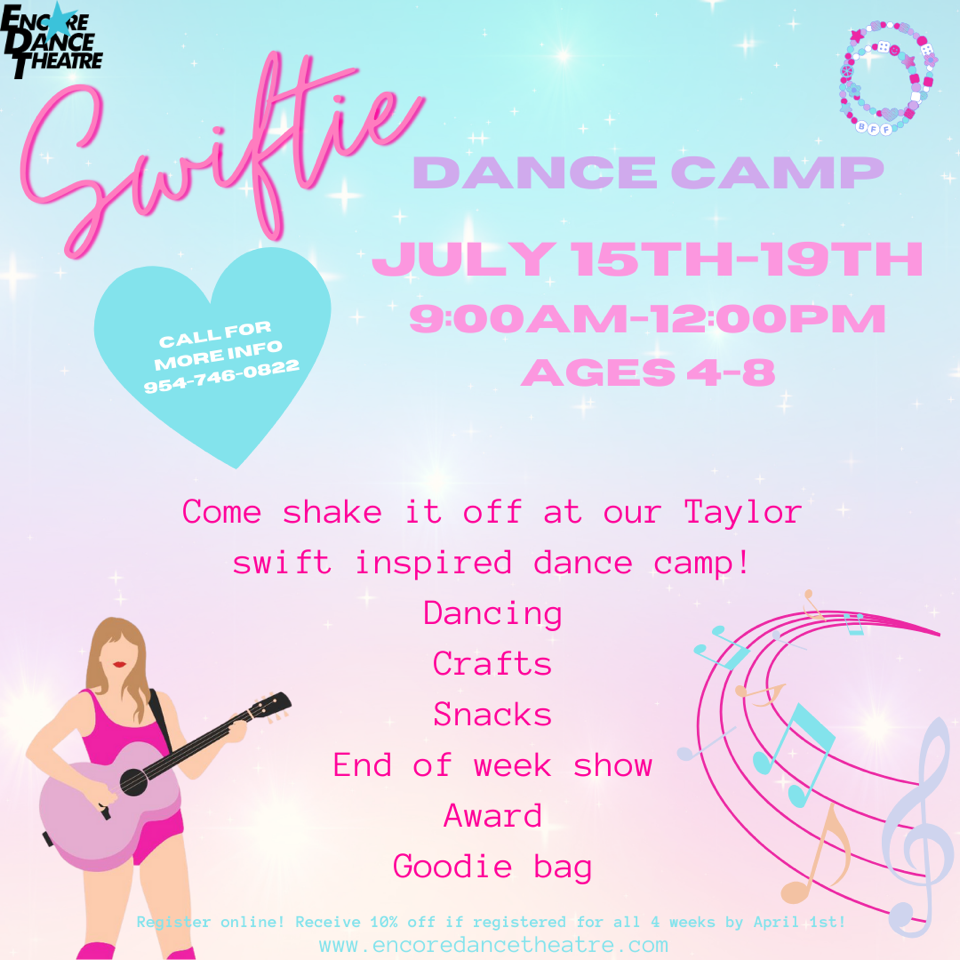 ENCORE
DANCE
THEATRE
Swiftie
DANCE CAMP
JULY 15TH-19TH
9:00AM-12:00PM
AGES 4-8
CALL FOR
MORE INFO
954-746-0822
BFF
Come shake it off at our Taylor
swift inspired dance camp!
Dancing
Crafts
Snacks
End of week show
Award
Goodie bag
Register online! Receive 10% off if registered for all 4 weeks by April 1st!
www.encoredancetheatre.com